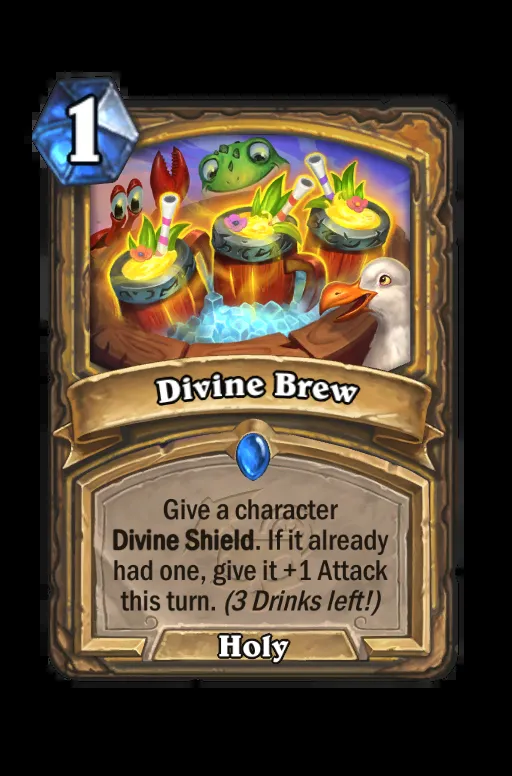 1
Divine Brew
Give a character
Divine Shield. If it already
had one, give it +1 Attack
this turn. (3 Drinks left!)
Holy